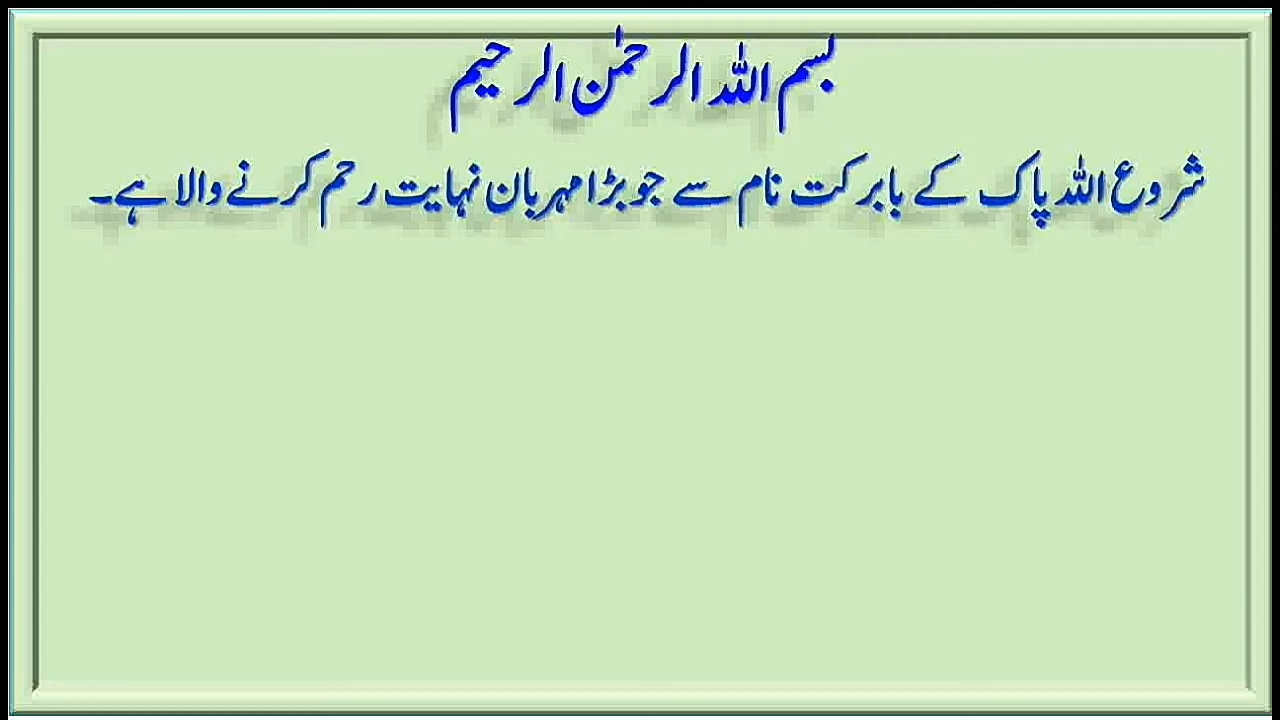 بسم اللہ الرحمٰن الرحیم
شروع اللہ پاک کے بابرکت نام سے جو بڑا مہربان نہایت رحم کرنے والا ہے۔